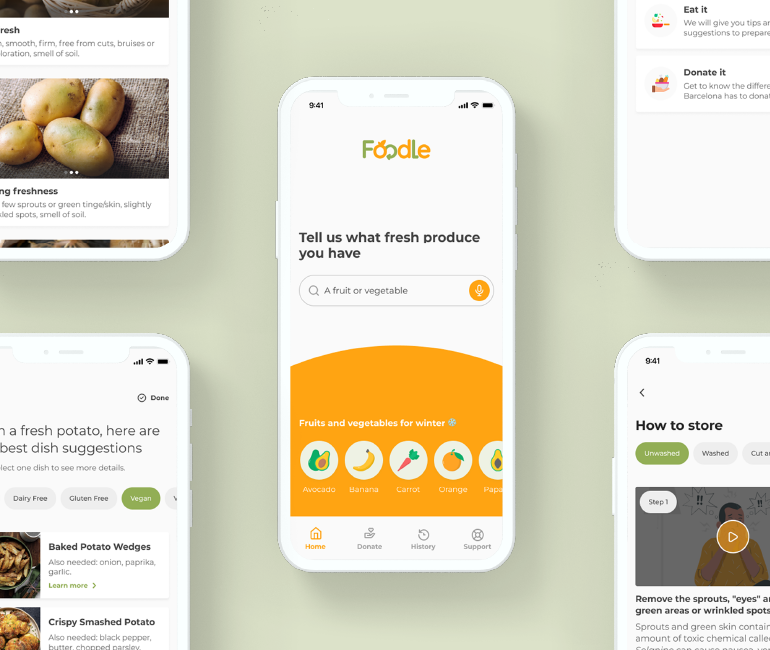 resh
smooth, firm, free from cuts, bruises or
loration, smell of soil.
ng freshness
few sprouts or green tinge/skin, slightly
kled spots, smell of soil.
Done
n a fresh potato, here are
best dish suggestions
elect one dish to see more details.
Dairy Free
Gluten Free
Vegan
V
Baked Potato Wedges
Also needed: onion, paprika,
garlic.
Learn more >
Crispy Smashed Potato
Also needed: black pepper,
butter, chopped parsley,
9:41
Foodle
Tell us what fresh produce
you have
A fruit or vegetable
Fruits and vegetables for winter ❄️
Avocado
Banana
Carrot
Orange
Papa
Home
Donate
History
Support
Eat it
We will give you tips an
suggestions to prepare
Donate it
Get to know the differe
Barcelona has to donat
9:41
How to store
Unwashed
Washed
Cut a
Step 1
!!
!!
Remove the sprouts, "eyes" a
green areas or wrinkled spots
Sprouts and green skin contain
amount of toxic chemical calle